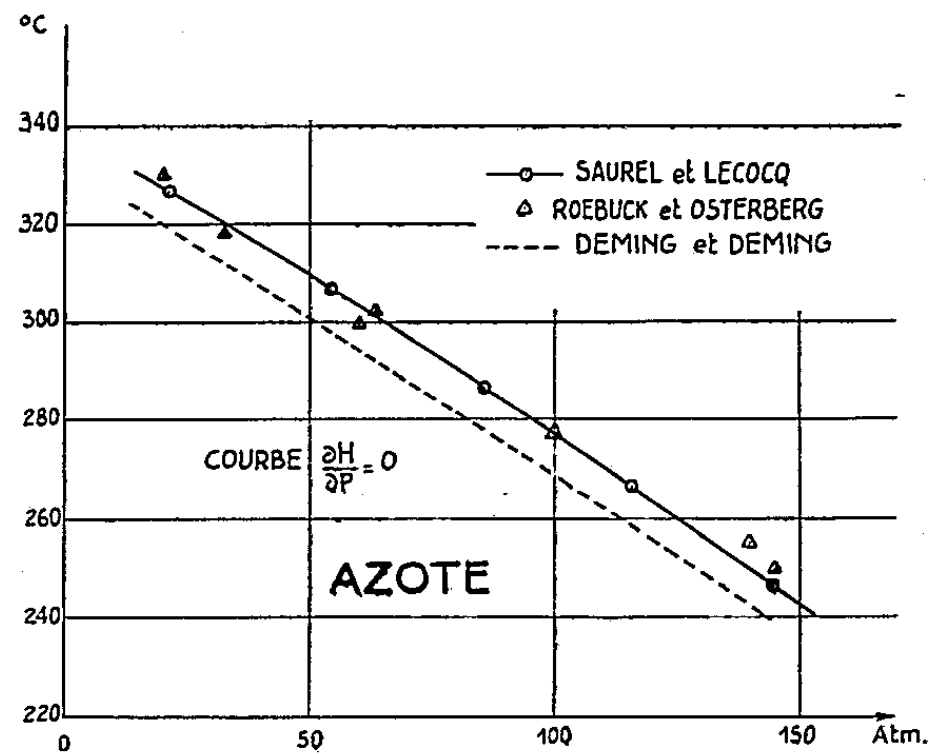 °C
340
320
300
280
260
240
220
0
50
100
150
Atm.
SAUREL et LECOCQ
ROEBUCK et OSTERBERG
DEMING et DEMING
COURBE ∂H/∂P = 0
AZOTE